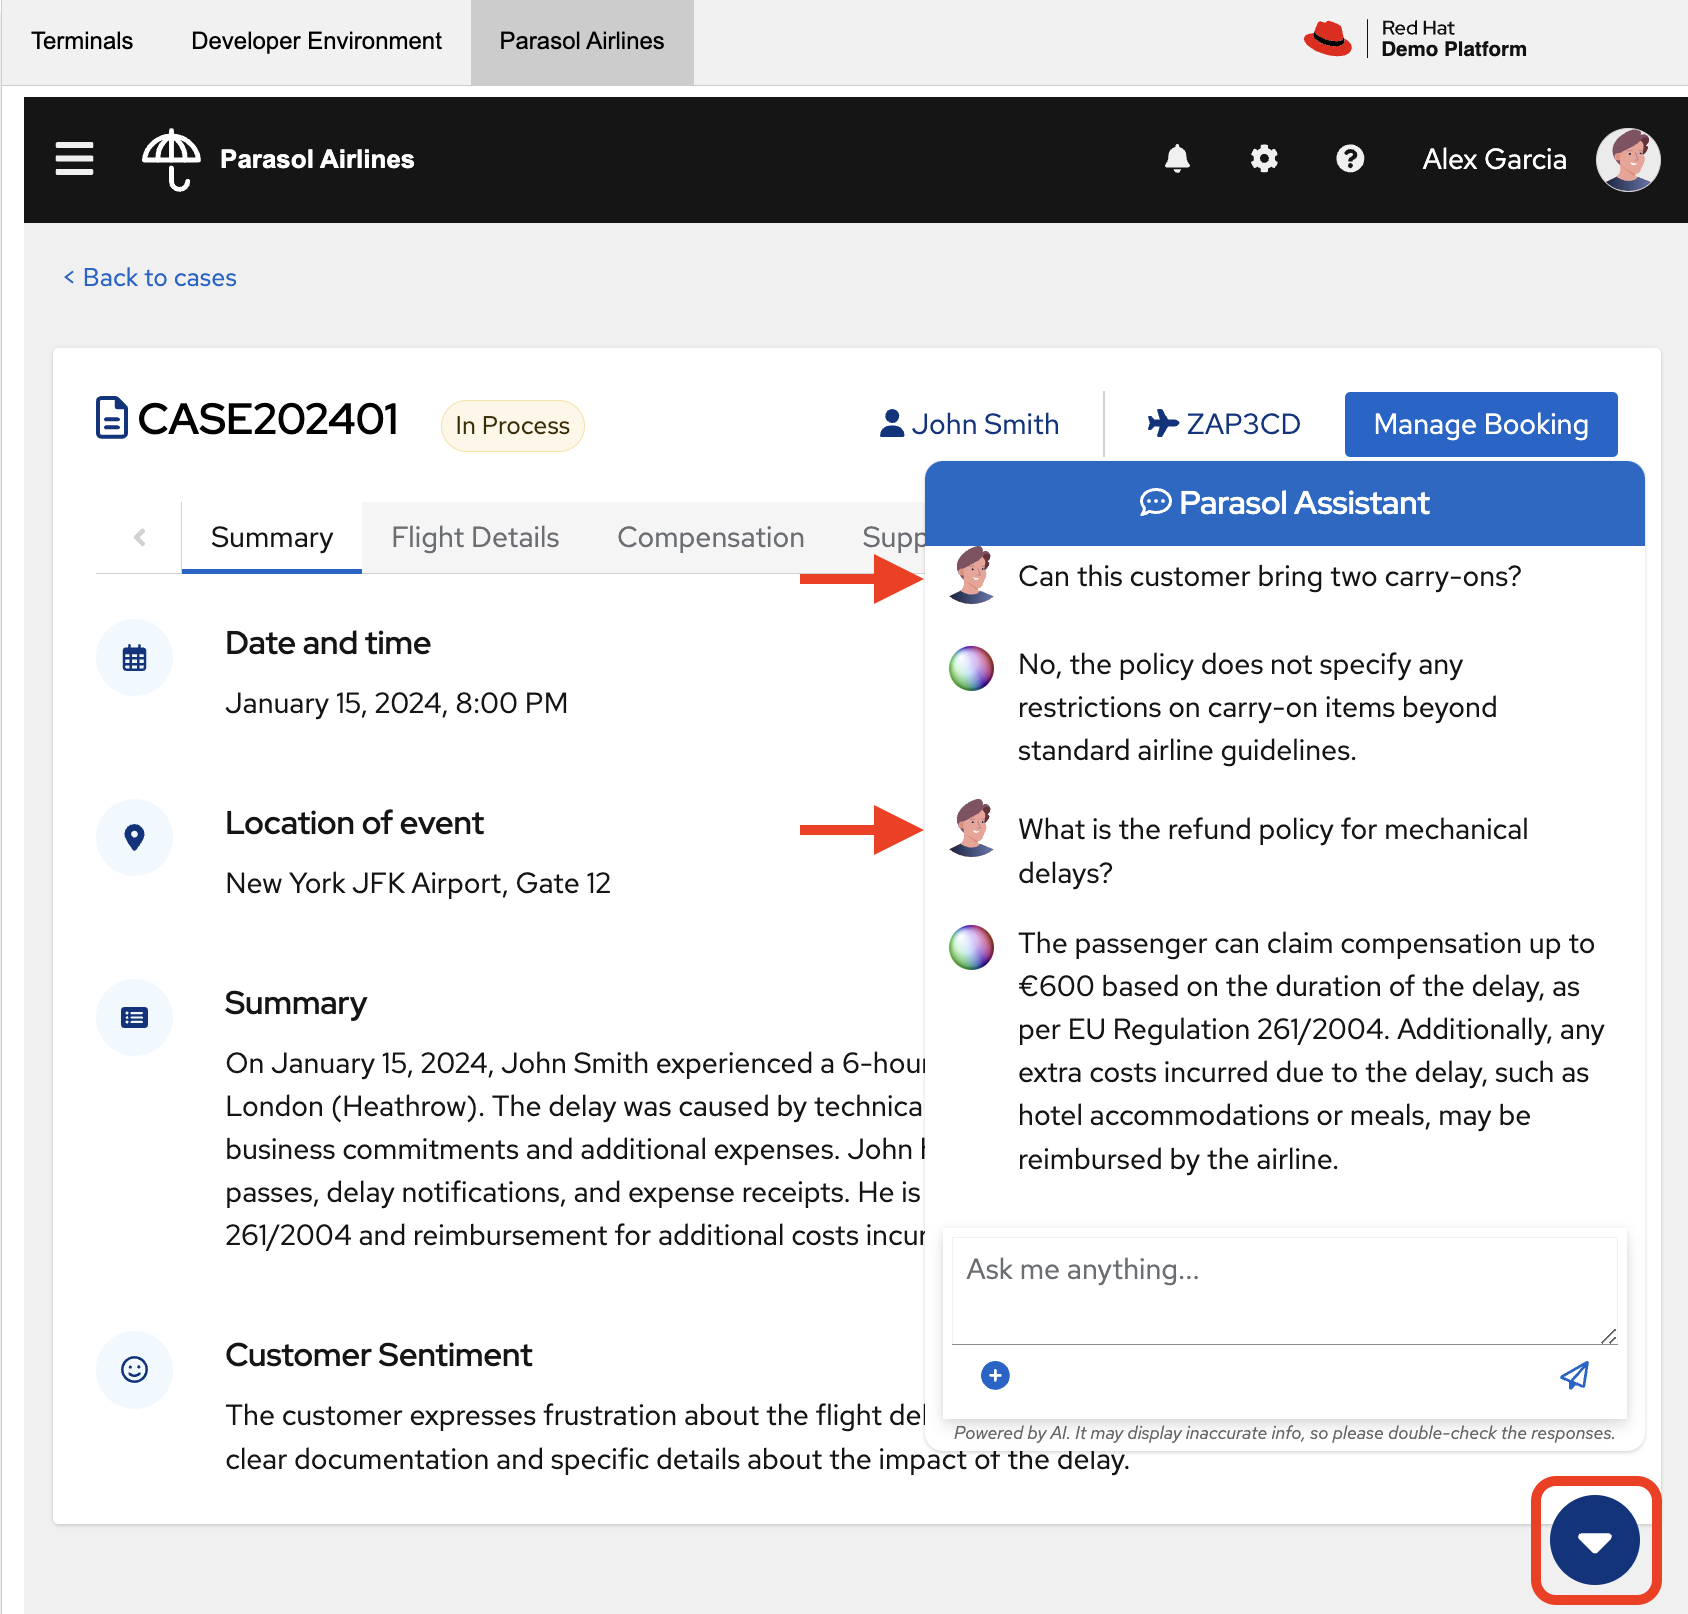 Terminals
Developer Environment
Parasol Airlines
Red Hat
Demo Platform
Parasol Airlines
Alex Garcia
< Back to cases
CASE202401
In Process
John Smith
ZAP3CD
Manage Booking
Summary
Flight Details
Compensation
Supp
Date and time
January 15, 2024, 8:00 PM
Location of event
New York JFK Airport, Gate 12
Summary
On January 15, 2024, John Smith experienced a 6-hour
London (Heathrow). The delay was caused by technica
business commitments and additional expenses. John
passes, delay notifications, and expense receipts. He is
261/2004 and reimbursement for additional costs incur
Customer Sentiment
The customer expresses frustration about the flight del
clear documentation and specific details about the impact of the delay.
Parasol Assistant
Can this customer bring two carry-ons?
No, the policy does not specify any
restrictions on carry-on items beyond
standard airline guidelines.
What is the refund policy for mechanical
delays?
The passenger can claim compensation up to
€600 based on the duration of the delay, as
per EU Regulation 261/2004. Additionally, any
extra costs incurred due to the delay, such as
hotel accommodations or meals, may be
reimbursed by the airline.
Ask me anything...
Powered by AI. It may display inaccurate info, so please double-check the responses.